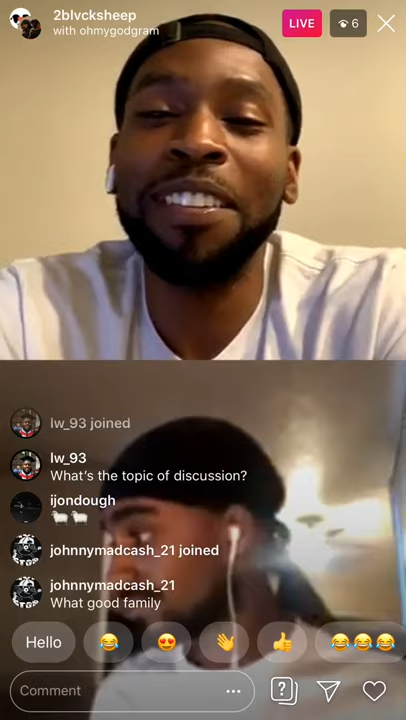 2blvcksheep
with ohmygodgram
LIVE
6
lw_93 joined
lw_93
What's the topic of discussion?
ijondough
🐑🐑
johnnymadcash_21 joined
johnnymadcash_21
What good family
Hello 😂 😍 👋 👍 😂😂😂
Comment